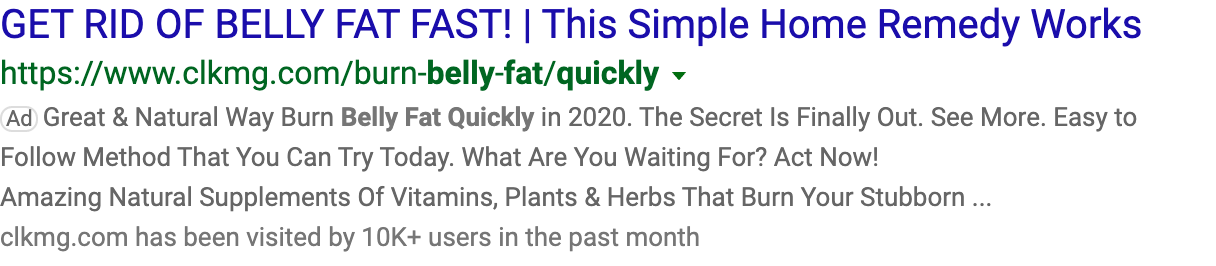 GET RID OF BELLY FAT FAST! | This Simple Home Remedy Works
https://www.clkmg.com/burn-belly-fat/quickly
Ad Great & Natural Way Burn Belly Fat Quickly in 2020. The Secret Is Finally Out. See More. Easy to
Follow Method That You Can Try Today. What Are You Waiting For? Act Now!
Amazing Natural Supplements Of Vitamins, Plants & Herbs That Burn Your Stubborn ...
clkmg.com has been visited by 10K+ users in the past month